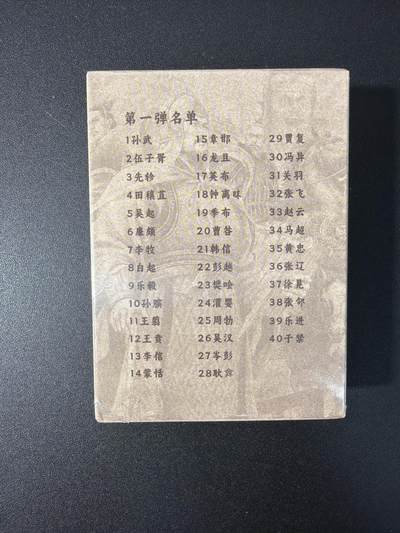 第一弹名单
1孙武
2伍子胥
3先轸
4田穰苴
5吴起
6廉颇
7李牧
8白起
9乐毅
10孙膑
11王翦
12王贲
13李信
14蒙恬
15章邯
16龙且
17英布
18钟离昧
19季布
20曹咎
21韩信
22彭越
23樊哙
24灌婴
25周勃
26吴汉
27岑彭
28耿弇
29贾复
30冯异
31关羽
32张飞
33赵云
34马超
35黄忠
36张辽
37徐晃
38张郃
39乐进
40于禁